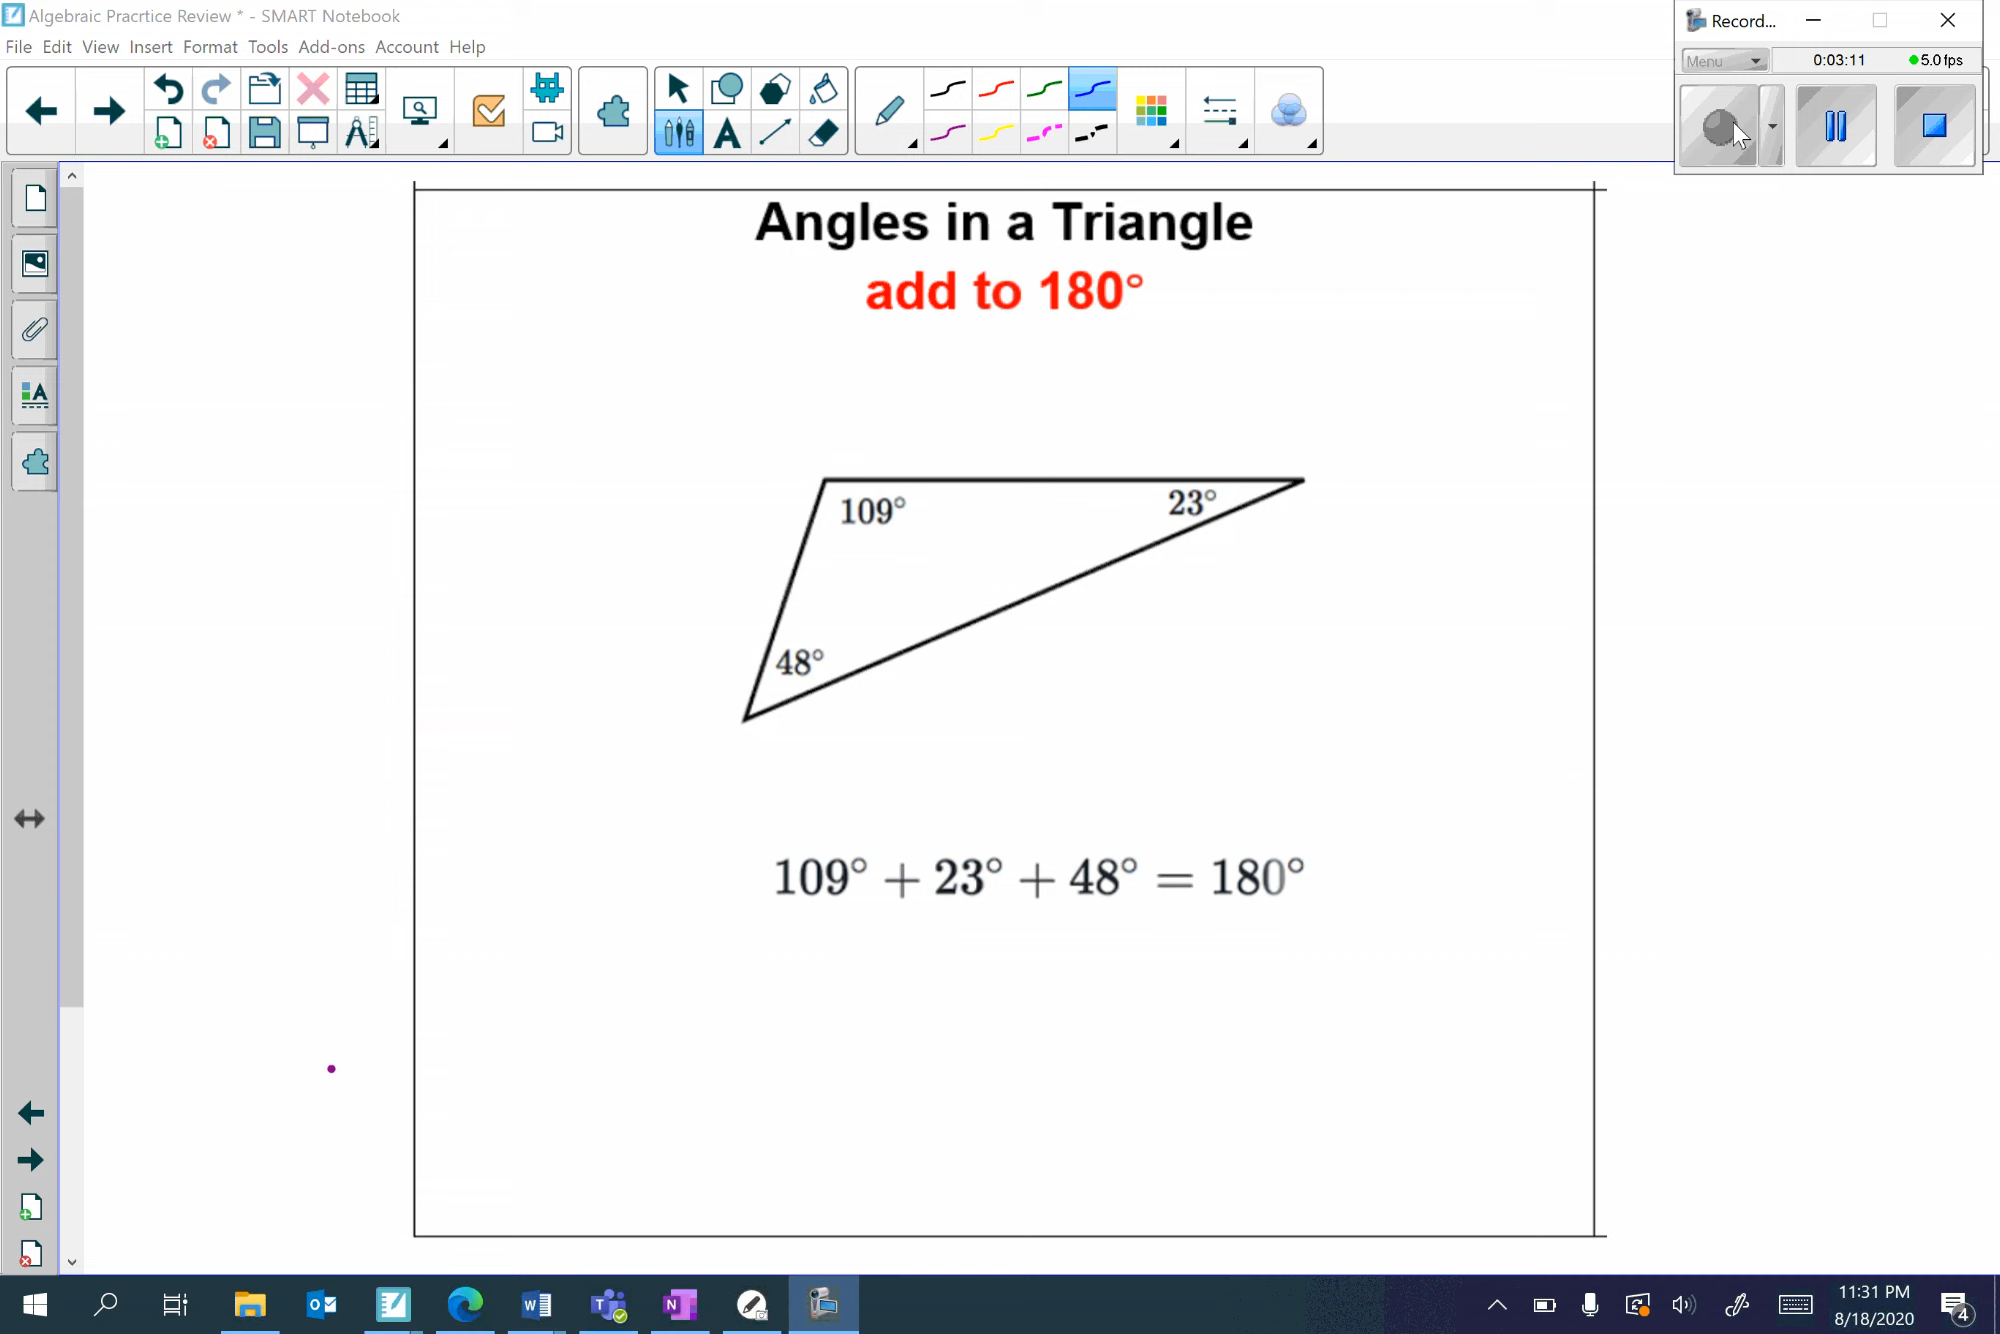 Algebraic Pracrtice Review * - SMART Notebook
File Edit View Insert Format Tools Add-ons Account Help
Record...
Menu 0:03:11 5.0fps
Angles in a Triangle
add to 180°
109° 23°
48°
109° + 23° + 48° = 180°
11:31 PM
8/18/2020
4